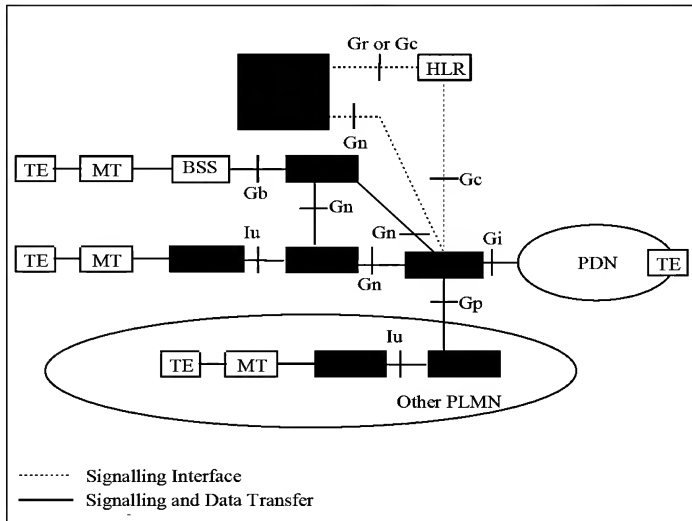 Gr or Gc
HLR
Gn
TE MT BSS
Gb
Gc
Gn
Iu
Gn
Gi
TE MT
Gn
PDN TE
Gp
Iu
TE MT
Other PLMN
Signalling Interface
Signalling and Data Transfer